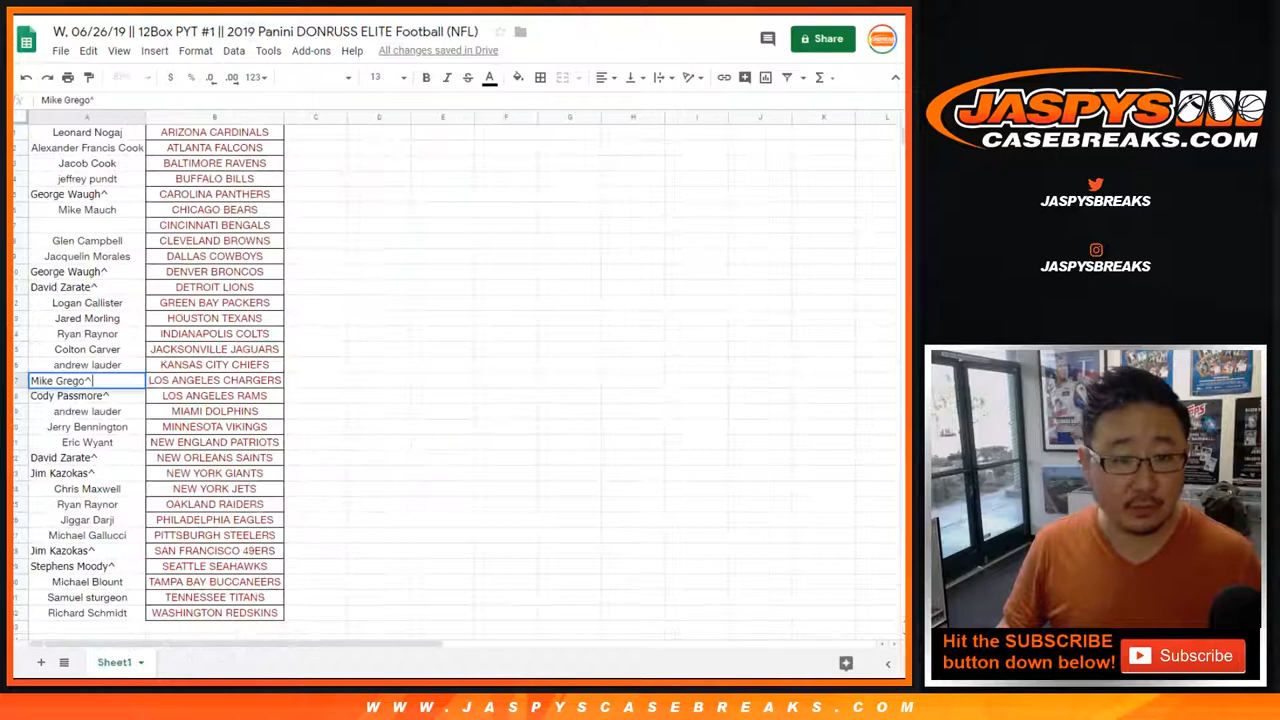 W, 06/26/19 || 12Box PYT #1 || 2019 Panini DONRUSS ELITE Football (NFL)
File Edit View Insert Format Data Tools Add-ons Help All changes saved in Drive
Share
$ % .0 .00 123 13 B I S A
fx Mike Grego^
A B C D E F G H I J K L
Leonard Nogaj ARIZONA CARDINALS
Alexander Francis Cook ATLANTA FALCONS
Jacob Cook BALTIMORE RAVENS
jeffrey pundt BUFFALO BILLS
George Waugh^ CAROLINA PANTHERS
Mike Mauch CHICAGO BEARS
CINCINNATI BENGALS
Glen Campbell CLEVELAND BROWNS
Jacquelin Morales DALLAS COWBOYS
George Waugh^ DENVER BRONCOS
David Zarate^ DETROIT LIONS
Logan Callister GREEN BAY PACKERS
Jared Morling HOUSTON TEXANS
Ryan Raynor INDIANAPOLIS COLTS
Colton Carver JACKSONVILLE JAGUARS
andrew lauder KANSAS CITY CHIEFS
Mike Grego^ LOS ANGELES CHARGERS
Cody Passmore^ LOS ANGELES RAMS
andrew lauder MIAMI DOLPHINS
Jerry Bennington MINNESOTA VIKINGS
Eric Wyant NEW ENGLAND PATRIOTS
David Zarate^ NEW ORLEANS SAINTS
Jim Kazokas^ NEW YORK GIANTS
Chris Maxwell NEW YORK JETS
Ryan Raynor OAKLAND RAIDERS
Jiggar Darji PHILADELPHIA EAGLES
Michael Gallucci PITTSBURGH STEELERS
Jim Kazokas^ SAN FRANCISCO 49ERS
Stephens Moody^ SEATTLE SEAHAWKS
Michael Blount TAMPA BAY BUCCANEERS
Samuel sturgeon TENNESSEE TITANS
Richard Schmidt WASHINGTON REDSKINS
Sheet1
JASPYS
CASEBREAKS.COM
JASPYSBREAKS
JASPYSBREAKS
Hit the SUBSCRIBE
button down below!
Subscribe
WWW.JASPYSCASEBREAKS.COM